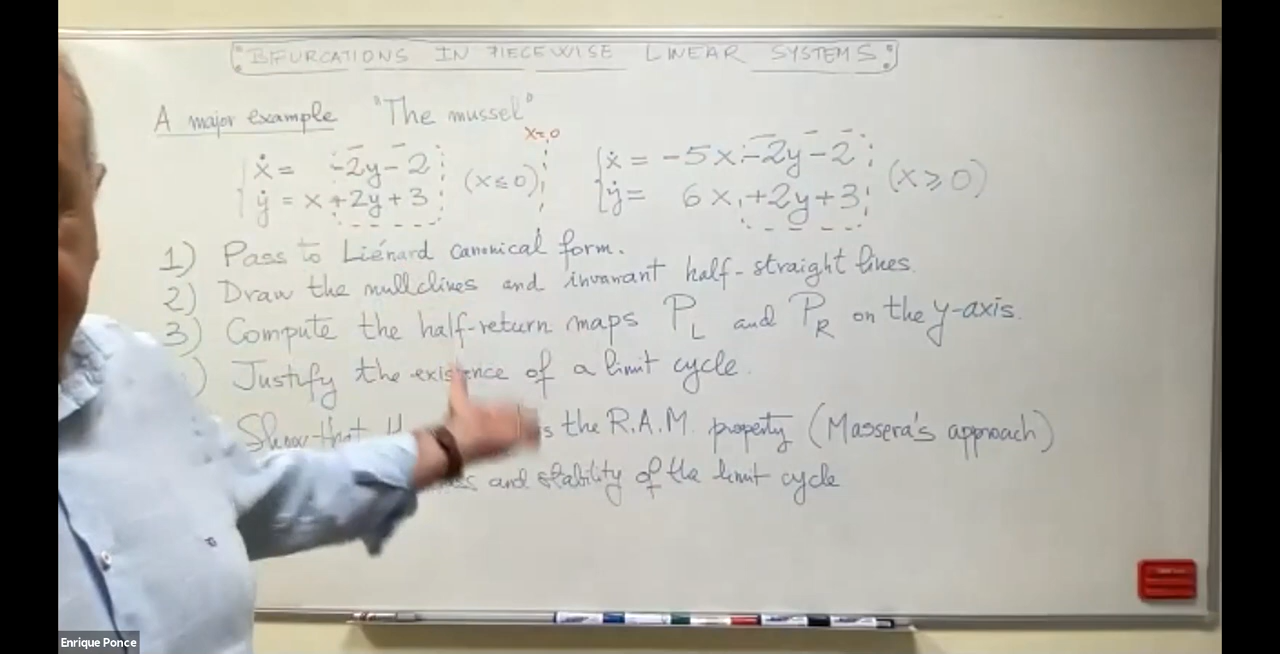 BIFURCATIONS IN PIECEWISE LINEAR SYSTEMS
A major example "The mussel"
x=0
ẋ = -2y-2
ẏ = x+2y+3 (x≤0)
ẋ = -5x-2y-2
ẏ = 6x+2y+3 (x≥0)
1) Pass to Liénard canonical form.
2) Draw the nullclines and invariant half-straight lines.
3) Compute the half-return maps P_L and P_R on the y-axis.
) Justify the existence of a limit cycle.
Show that the R.A.M. property (Massera's approach)
and stability of the limit cycle
Enrique Ponce